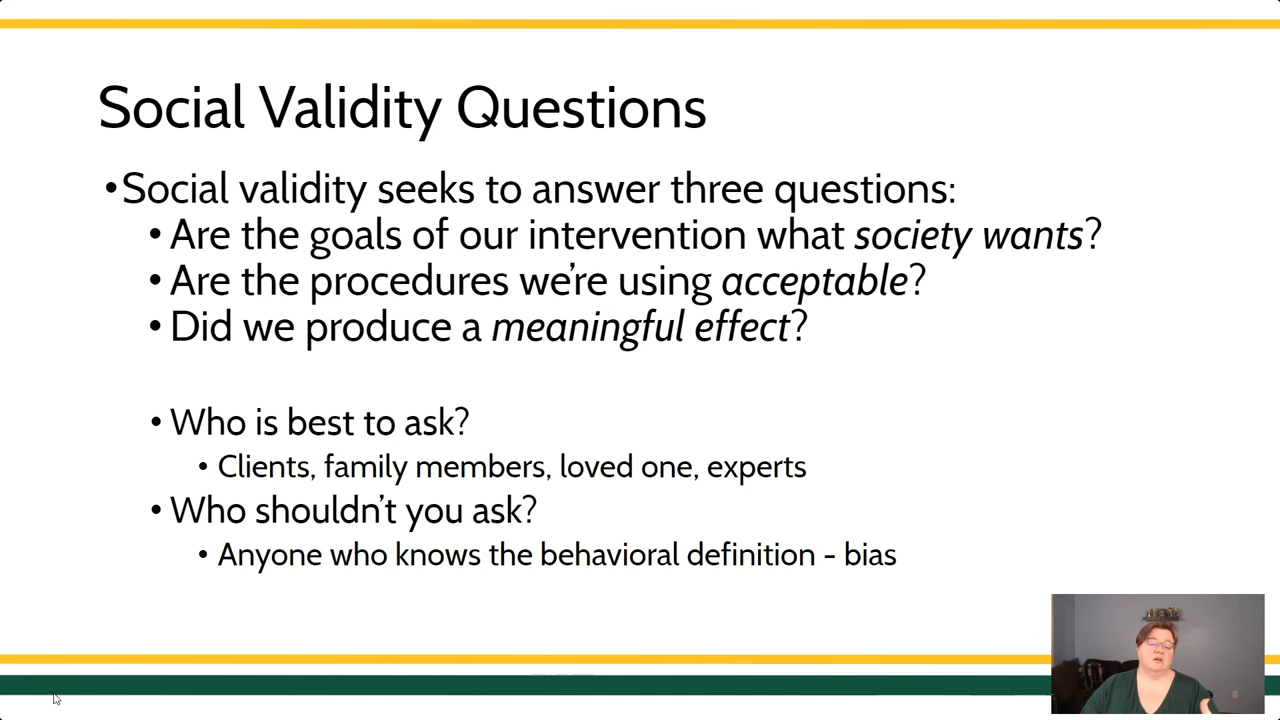 Social Validity Questions
•Social validity seeks to answer three questions:
• Are the goals of our intervention what society wants?
• Are the procedures we're using acceptable?
• Did we produce a meaningful effect?
• Who is best to ask?
• Clients, family members, loved one, experts
• Who shouldn't you ask?
• Anyone who knows the behavioral definition - bias